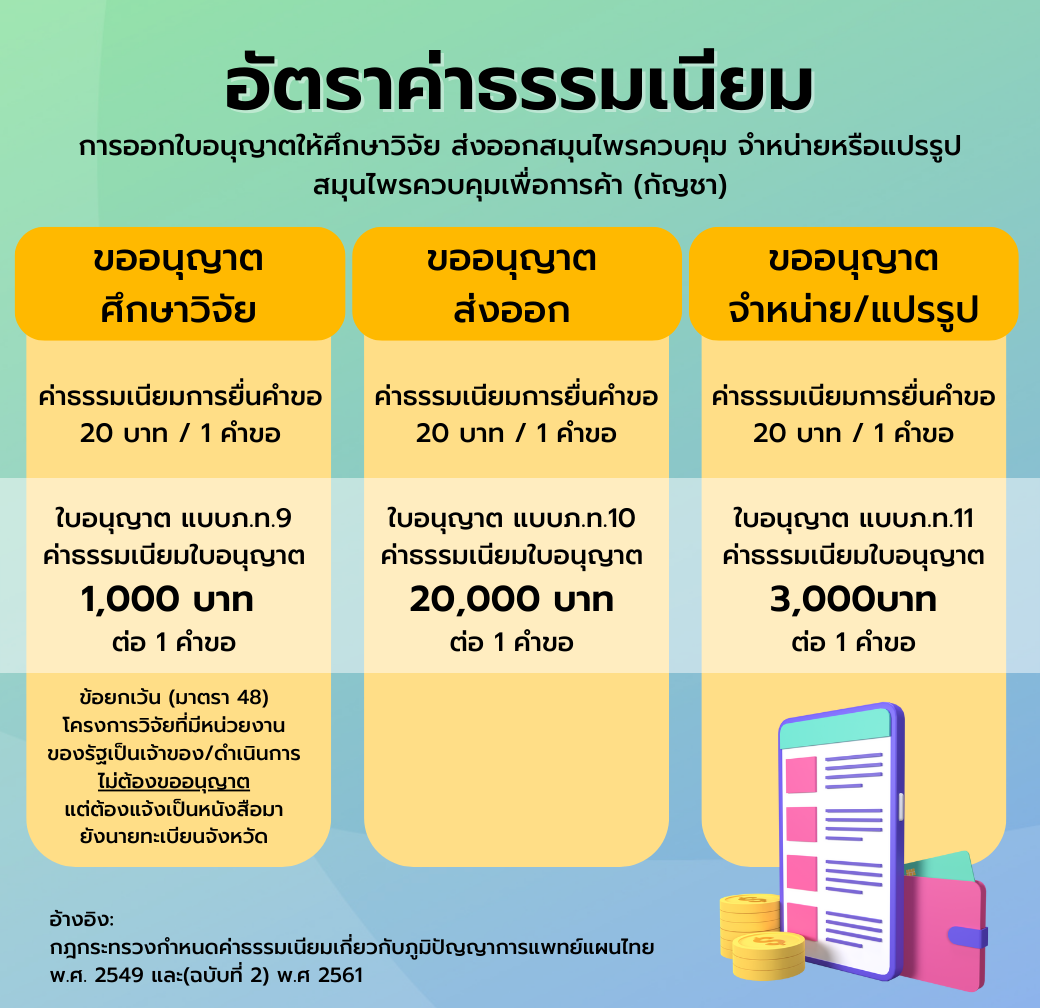 อัตราค่าธรรมเนียม
การออกใบอนุญาตให้ศึกษาวิจัย ส่งออกสมุนไพรควบคุม จำหน่ายหรือแปรรูป
สมุนไพรควบคุมเพื่อการค้า (กัญชา)
ขออนุญาต
ศึกษาวิจัย
ค่าธรรมเนียมการยื่นคำขอ
20 บาท / 1 คำขอ
ใบอนุญาต แบบภ.ท.9
ค่าธรรมเนียมใบอนุญาต
1,000 บาท
ต่อ 1 คำขอ
ข้อยกเว้น (มาตรา 48)
โครงการวิจัยที่มีหน่วยงาน
ของรัฐเป็นเจ้าของ/ดำเนินการ
ไม่ต้องขออนุญาต
แต่ต้องแจ้งเป็นหนังสือมา
ยังนายทะเบียนจังหวัด
ขออนุญาต
ส่งออก
ค่าธรรมเนียมการยื่นคำขอ
20 บาท / 1 คำขอ
ใบอนุญาต แบบภ.ท.10
ค่าธรรมเนียมใบอนุญาต
20,000 บาท
ต่อ 1 คำขอ
ขออนุญาต
จำหน่าย/แปรรูป
ค่าธรรมเนียมการยื่นคำขอ
20 บาท / 1 คำขอ
ใบอนุญาต แบบภ.ท.11
ค่าธรรมเนียมใบอนุญาต
3,000บาท
ต่อ 1 คำขอ
อ้างอิง:
กฎกระทรวงกำหนดค่าธรรมเนียมเกี่ยวกับภูมิปัญญาการแพทย์แผนไทย
พ.ศ. 2549 และ(ฉบับที่ 2) พ.ศ 2561